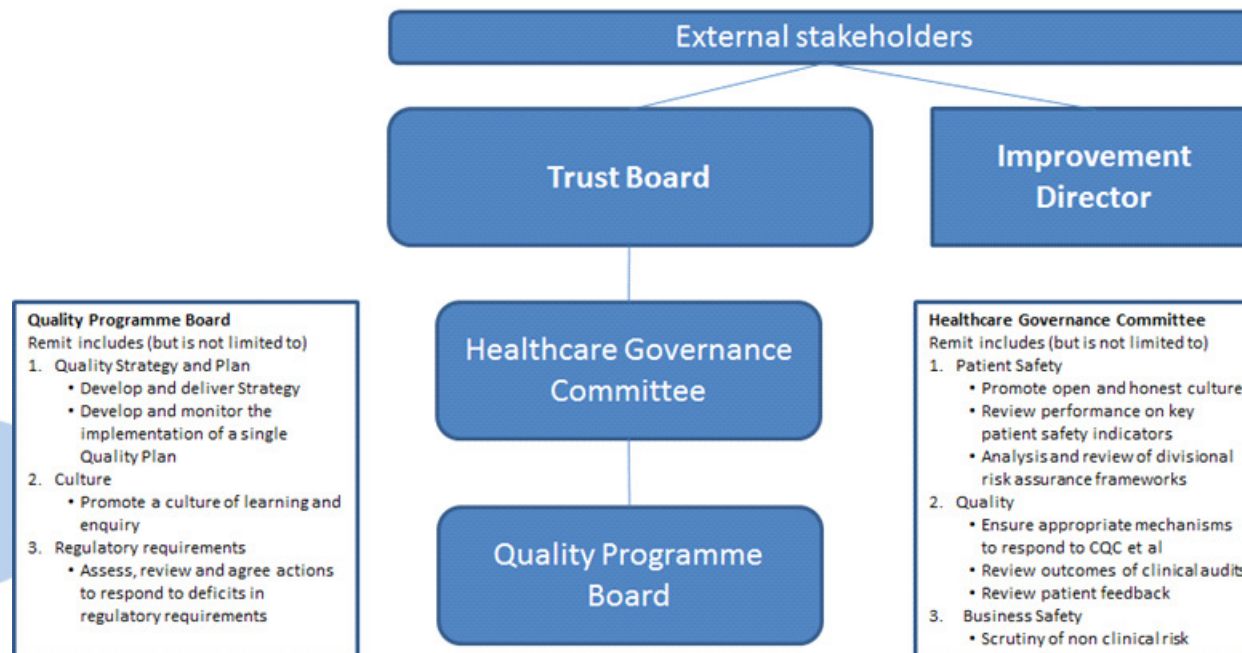 External stakeholders
Trust Board
Improvement
Director
Quality Programme Board
Remit includes (but is not limited to)
1. Quality Strategy and Plan
• Develop and deliver Strategy
• Develop and monitor the
implementation of a single
Quality Plan
2. Culture
• Promote a culture of learning and
enquiry
3. Regulatory requirements
• Assess, review and agree actions
to respond to deficits in
regulatory requirements
Healthcare Governance
Committee
Quality Programme
Board
Healthcare Governance Committee
Remit includes (but is not limited to)
1. Patient Safety
• Promote open and honest culture
• Review performance on key
patient safety indicators
• Analysis and review of divisional
risk assurance frameworks
2. Quality
• Ensure appropriate mechanisms
to respond to CQC et al
• Review outcomes of clinical audits
• Review patient feedback
3. Business Safety
• Scrutiny of non clinical risk